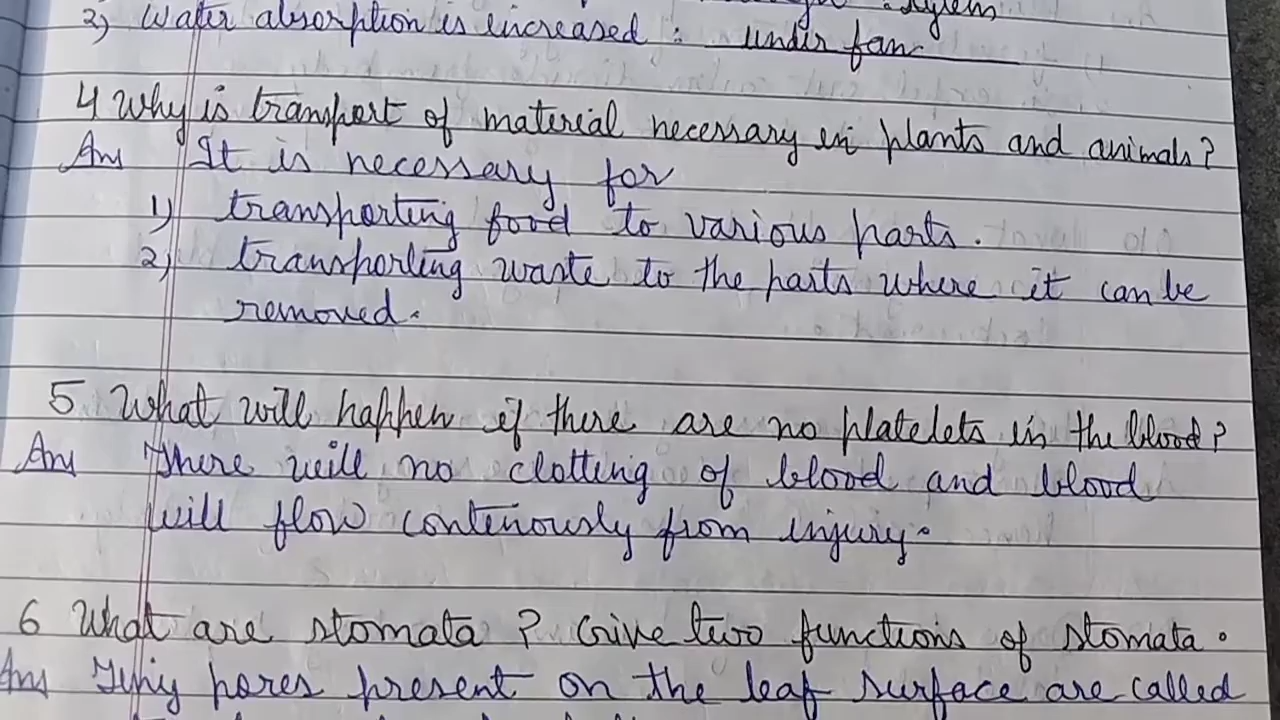 system
3) Water absorption is increased : under fan
4 Why is transport of material necessary in plants and animals?
Ans It is necessary for
1) transporting food to various parts.
2) transporting waste to the parts where it can be
removed.
5 What will happen if there are no platelets in the blood?
Ans There will no clotting of blood and blood
will flow contenously from injury.
6 What are stomata ? Give two functions of stomata.
Ans Tiny pores present on the leaf surface are called